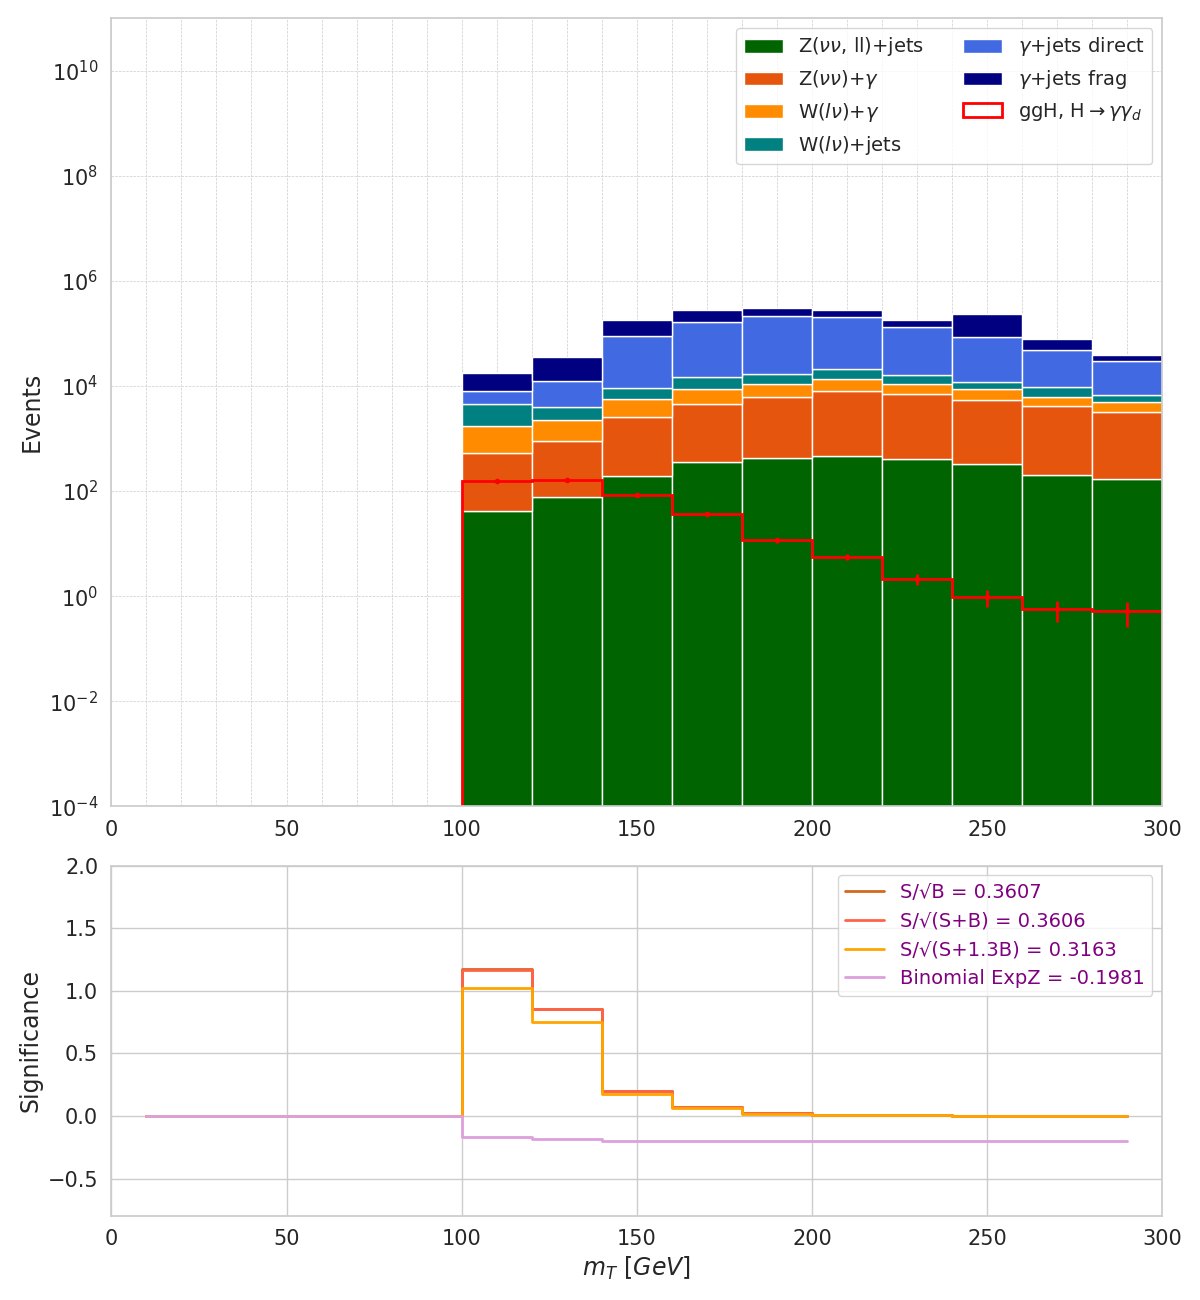 Z(νν, ll)+jets
Z(νν)+γ
W(lν)+γ
W(lν)+jets
γ+jets direct
γ+jets frag
ggH, H→γγ_d
Events
10^10
10^8
10^6
10^4
10^2
10^0
10^−2
10^−4
0 50 100 150 200 250 300
S/√B = 0.3607
S/√(S+B) = 0.3606
S/√(S+1.3B) = 0.3163
Binomial ExpZ = -0.1981
Significance
2.0
1.5
1.0
0.5
0.0
−0.5
0 50 100 150 200 250 300
m_T [GeV]